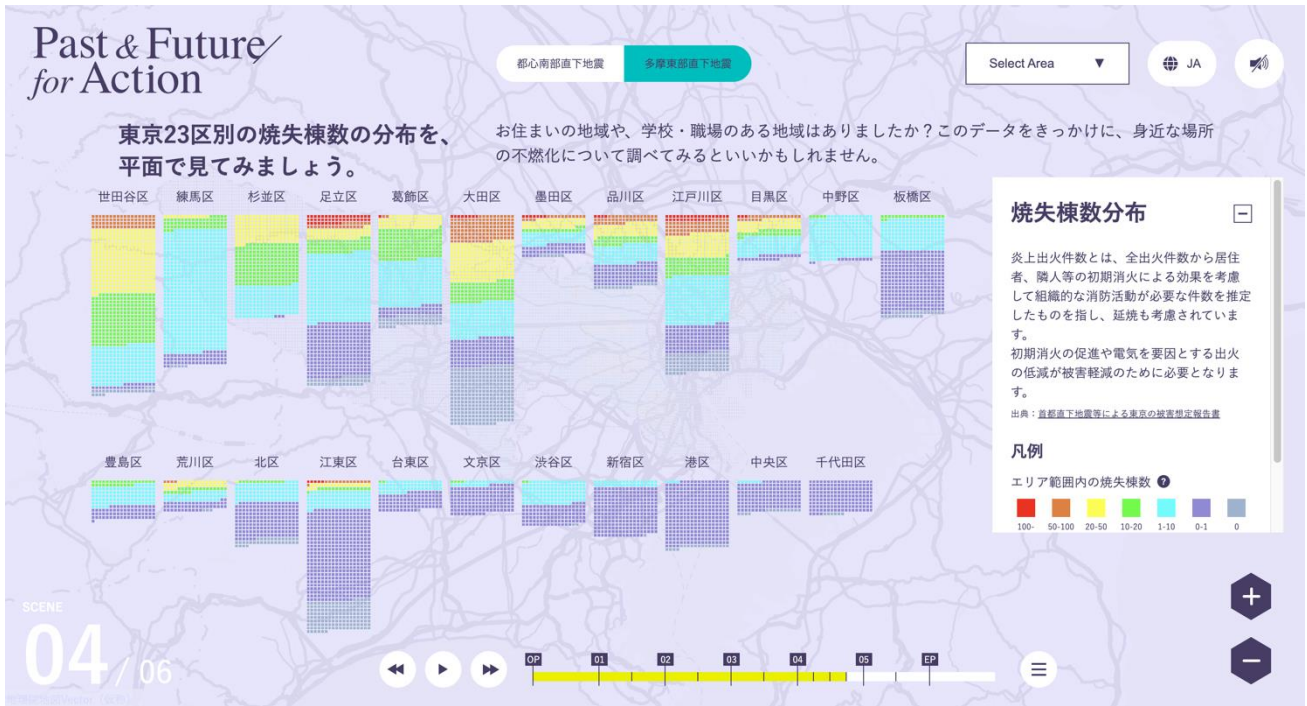 Past & Future
for Action
都心南部直下地震
多摩東部直下地震
Select Area ▼
JA
東京23区別の焼失棟数の分布を、
平面で見てみましょう。
お住まいの地域や、学校・職場のある地域はありましたか？このデータをきっかけに、身近な場所
の不燃化について調べてみるといいかもしれません。
世田谷区 練馬区 杉並区 足立区 葛飾区 大田区 墨田区 品川区 江戸川区 目黒区 中野区 板橋区
豊島区 荒川区 北区 江東区 台東区 文京区 渋谷区 新宿区 港区 中央区 千代田区
焼失棟数分布
炎上出火件数とは、全出火件数から居住
者、隣人等の初期消火による効果を考慮
して組織的な消防活動が必要な件数を推定
したものを指し、延焼も考慮されていま
す。
初期消火の促進や電気を要因とする出火
の低減が被害軽減のために必要となりま
す。
出典：首都直下地震等による東京の被害想定報告書
凡例
エリア範囲内の焼失棟数 ?
100- 50-100 20-50 10-20 1-10 0-1 0
SCENE
04 / 06
OP 01 02 03 04 05 EP